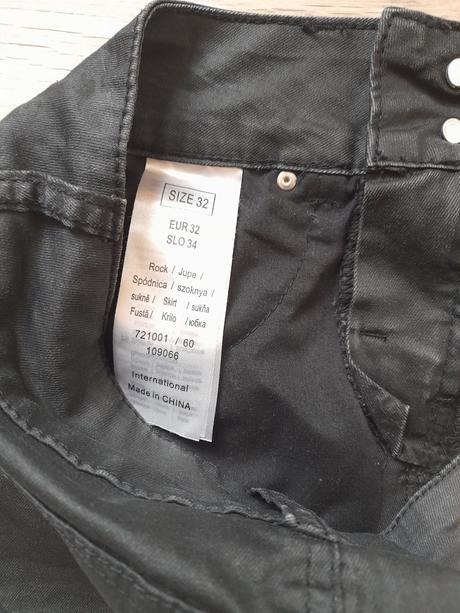 SIZE 32
EUR 32
SLO 34
Rock / Jupe /
Spódnica / szoknya /
sukně / Skirt / sukňa
Fustă / Krilo / юбка
721001 / 60
109066
International
Made in CHINA